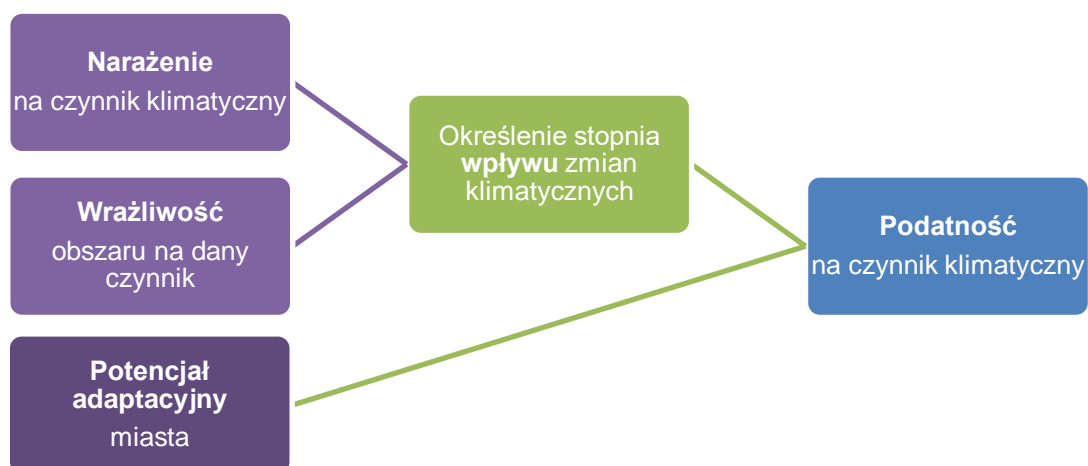 Narażenie
na czynnik klimatyczny
Wrażliwość
obszaru na dany
czynnik
Potencjał
adaptacyjny
miasta
Określenie stopnia
wpływu zmian
klimatycznych
Podatność
na czynnik klimatyczny